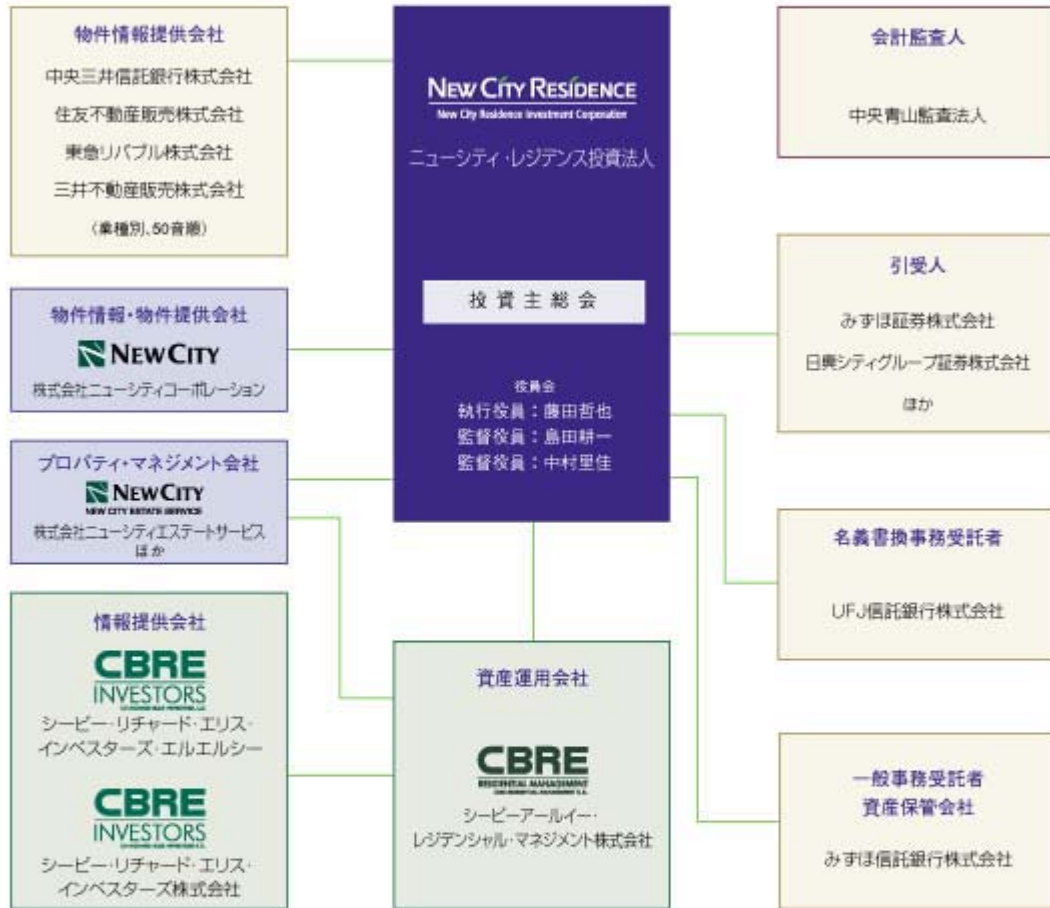 物件情報提供会社
中央三井信託銀行株式会社
住友不動産販売株式会社
東急リバブル株式会社
三井不動産販売株式会社
（業種別、50音順）
物件情報・物件提供会社
NEW CITY
株式会社ニューシティコーポレーション
プロパティ・マネジメント会社
NEW CITY
NEW CITY ESTATE SERVICE
株式会社ニューシティエステートサービス
ほか
情報提供会社
CBRE
INVESTORS
シービー・リチャード・エリス・
インベスターズ・エルエルシー
CBRE
INVESTORS
シービー・リチャード・エリス・
インベスターズ株式会社
NEW CITY RESIDENCE
New City Residence Investment Corporation
ニューシティ・レジデンス投資法人
投資主総会
役員会
執行役員：藤田哲也
監督役員：島田耕一
監督役員：中村里佳
資産運用会社
CBRE
RESIDENTIAL MANAGEMENT
シービーアールイー・
レジデンシャル・マネジメント株式会社
会計監査人
中央青山監査法人
引受人
みずほ証券株式会社
日興シティグループ証券株式会社
ほか
名義書換事務受託者
UFJ信託銀行株式会社
一般事務受託者
資産保管会社
みずほ信託銀行株式会社